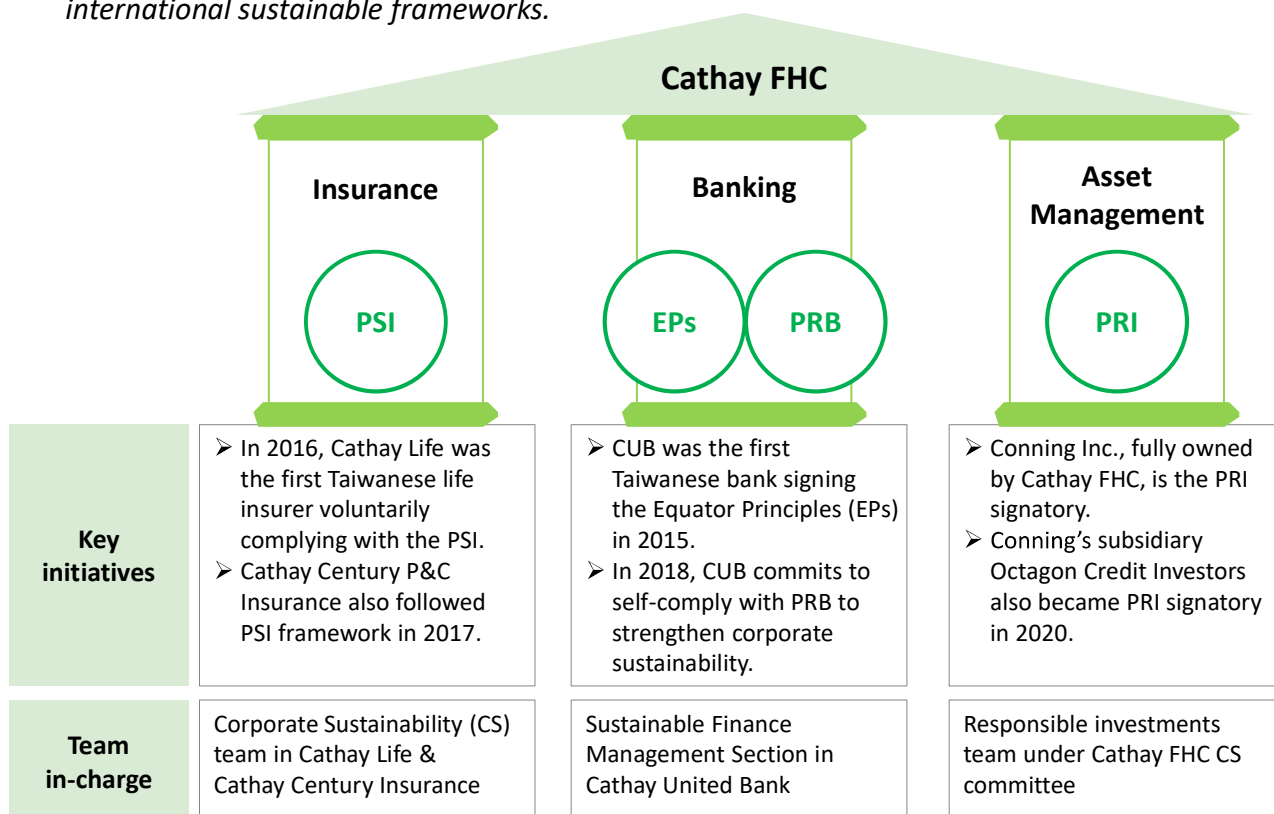 international sustainable frameworks.
Cathay FHC
Insurance
PSI
Banking
EPs
PRB
Asset
Management
PRI
Key
initiatives
➢ In 2016, Cathay Life was
the first Taiwanese life
insurer voluntarily
complying with the PSI.
➢ Cathay Century P&C
Insurance also followed
PSI framework in 2017.
➢ CUB was the first
Taiwanese bank signing
the Equator Principles (EPs)
in 2015.
➢ In 2018, CUB commits to
self-comply with PRB to
strengthen corporate
sustainability.
➢ Conning Inc., fully owned
by Cathay FHC, is the PRI
signatory.
➢ Conning’s subsidiary
Octagon Credit Investors
also became PRI signatory
in 2020.
Team
in-charge
Corporate Sustainability (CS)
team in Cathay Life &
Cathay Century Insurance
Sustainable Finance
Management Section in
Cathay United Bank
Responsible investments
team under Cathay FHC CS
committee